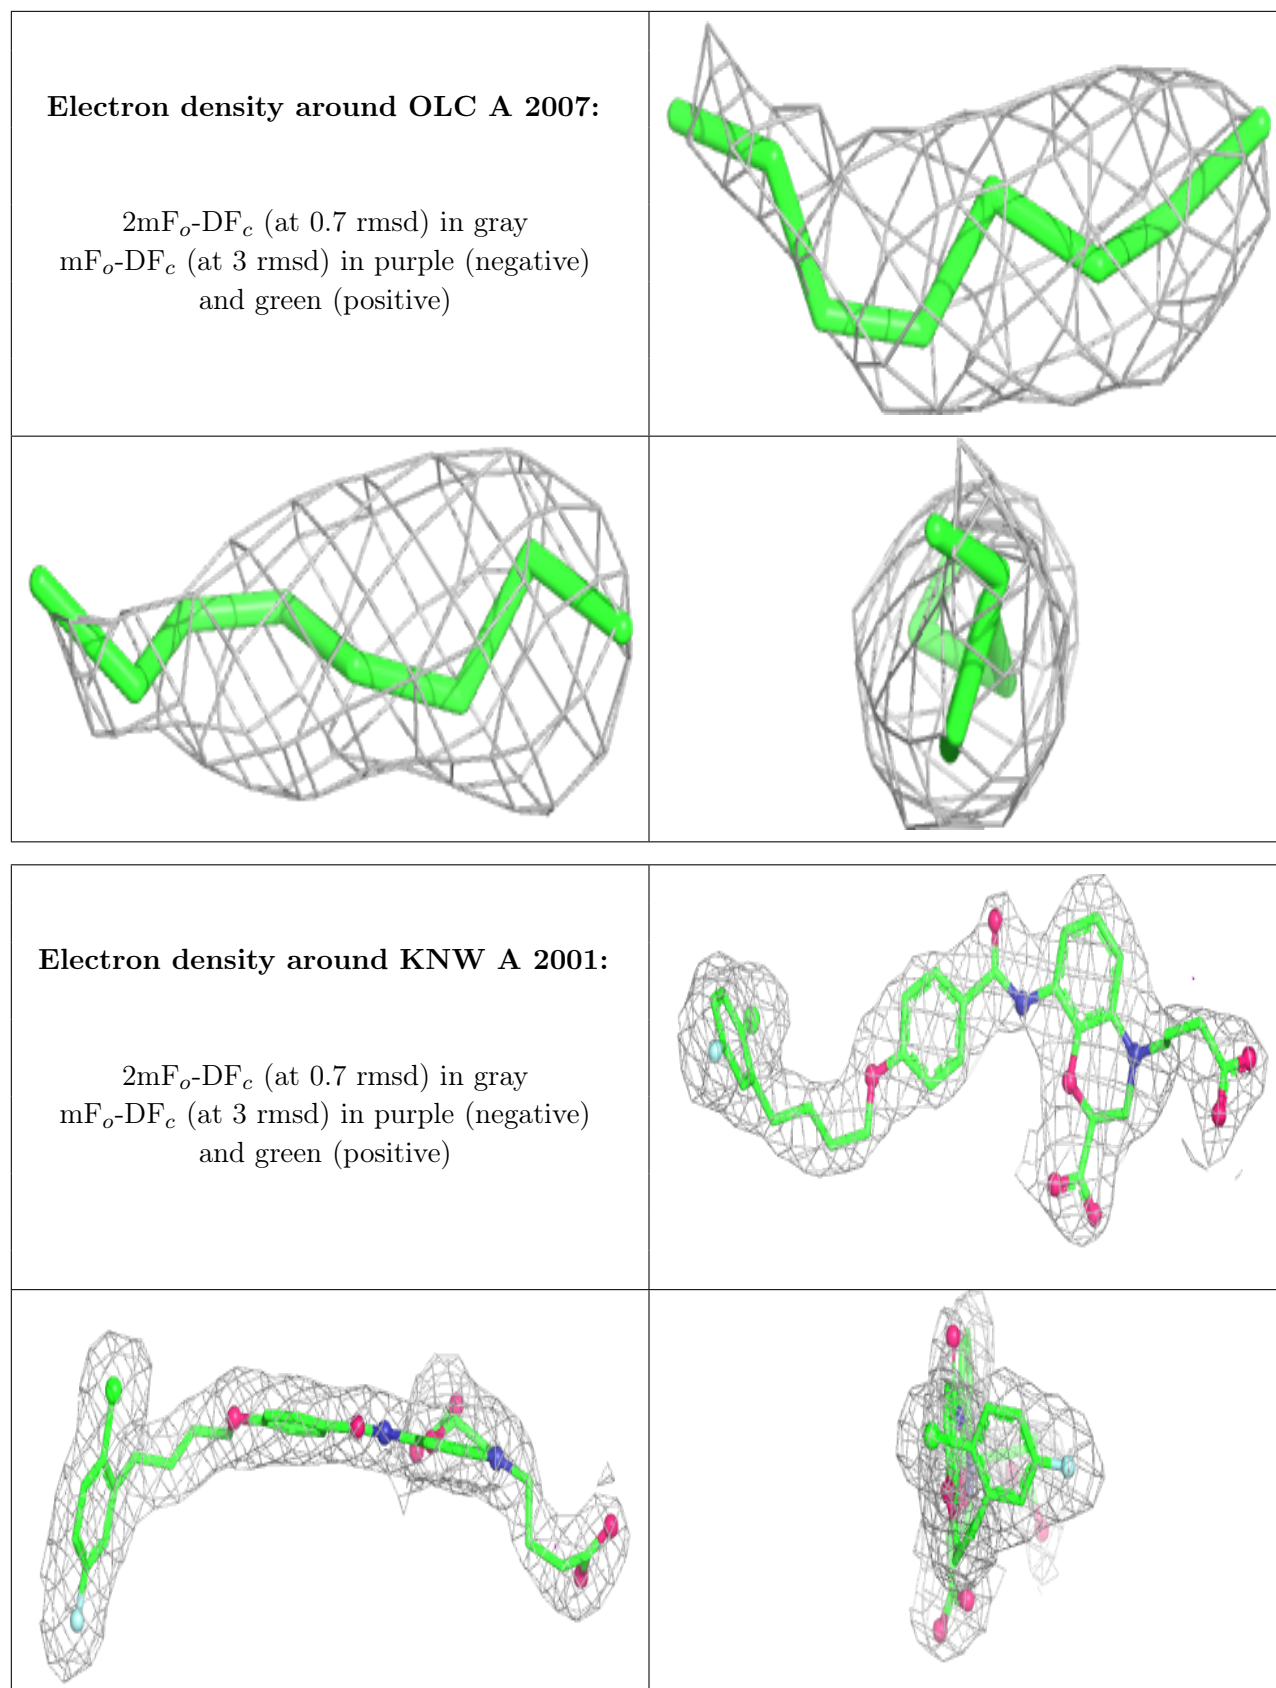 Electron density around OLC A 2007:
2mFₒ-DF𝒸 (at 0.7 rmsd) in gray
mFₒ-DF𝒸 (at 3 rmsd) in purple (negative)
and green (positive)
Electron density around KNW A 2001:
2mFₒ-DF𝒸 (at 0.7 rmsd) in gray
mFₒ-DF𝒸 (at 3 rmsd) in purple (negative)
and green (positive)